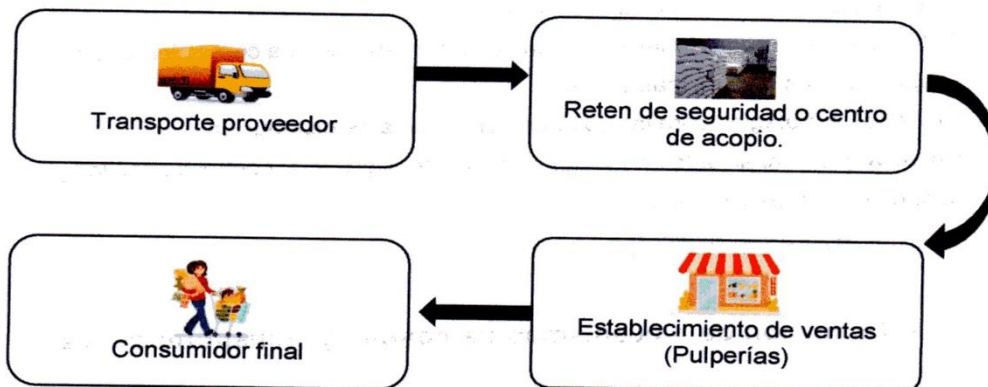 Transporte proveedor
Reten de seguridad o centro
de acopio.
Establecimiento de ventas
(Pulperías)
Consumidor final